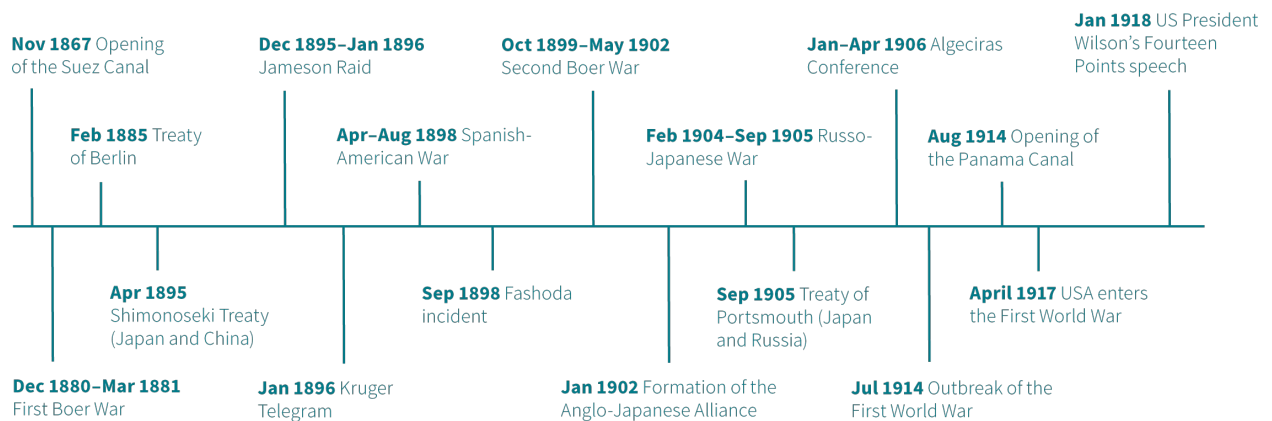 Nov 1867 Opening
of the Suez Canal
Dec 1895–Jan 1896
Jameson Raid
Oct 1899–May 1902
Second Boer War
Jan–Apr 1906 Algeciras
Conference
Jan 1918 US President
Wilson’s Fourteen
Points speech
Feb 1885 Treaty
of Berlin
Apr–Aug 1898 Spanish-
American War
Feb 1904–Sep 1905 Russo-
Japanese War
Aug 1914 Opening of
the Panama Canal
Apr 1895
Shimonoseki Treaty
(Japan and China)
Sep 1898 Fashoda
incident
Sep 1905 Treaty of
Portsmouth (Japan
and Russia)
April 1917 USA enters
the First World War
Dec 1880–Mar 1881
First Boer War
Jan 1896 Kruger
Telegram
Jan 1902 Formation of the
Anglo-Japanese Alliance
Jul 1914 Outbreak of the
First World War